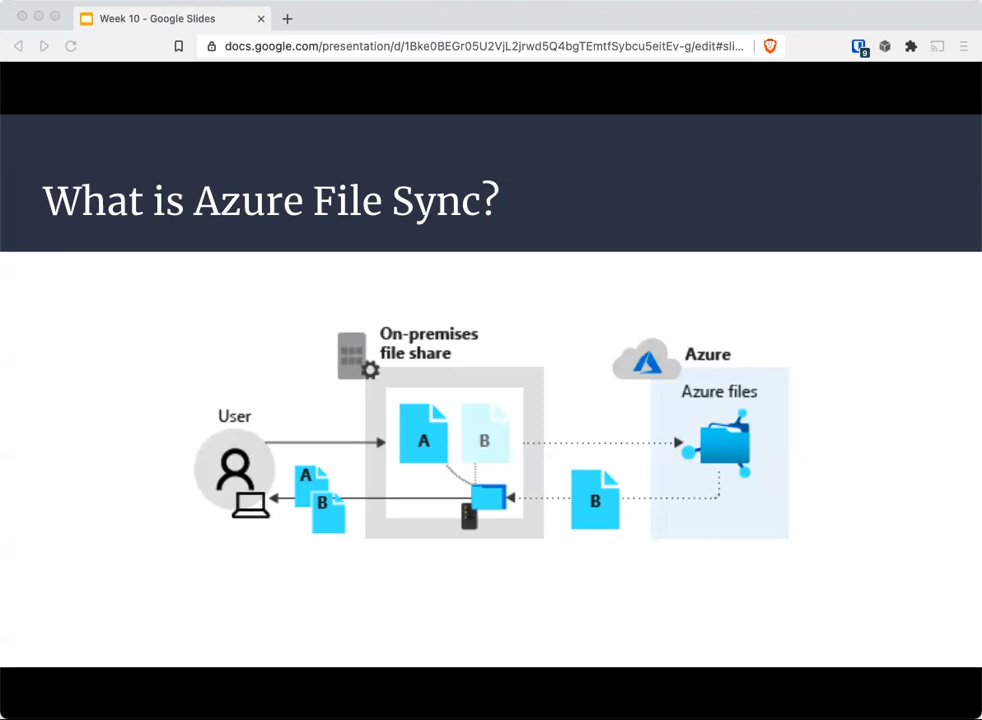 Week 10 - Google Slides
docs.google.com/presentation/d/1Bke0BEGr05U2VjL2jrwd5Q4bgTEmtfSybcu5eitEv-g/edit#sli...
9
What is Azure File Sync?
On-premises
file share
Azure
Azure files
User
A
B
A
B
B